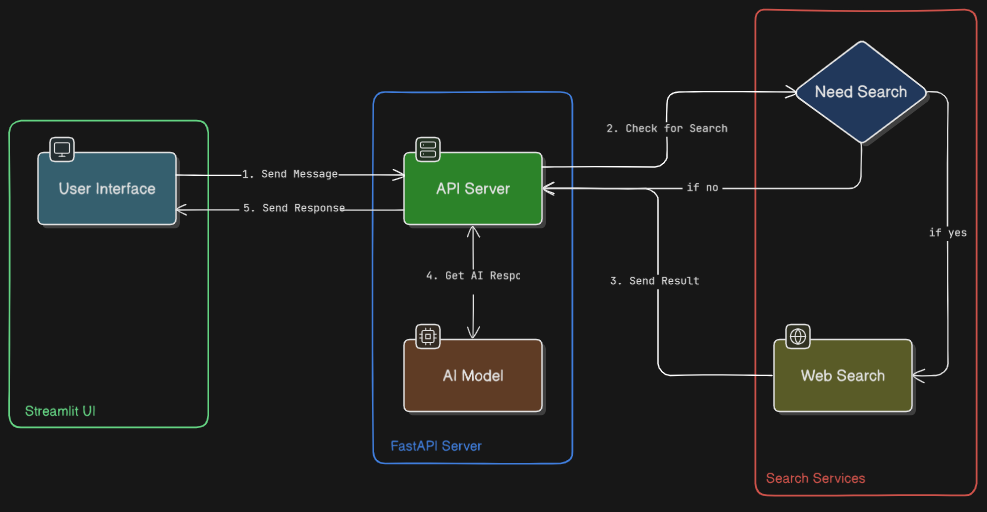 Need Search
2. Check for Search
1. Send Message
User Interface
API Server
if no
5. Send Response
if yes
4. Get AI Respo
3. Send Result
AI Model
Web Search
Streamlit UI
FastAPI Server
Search Services